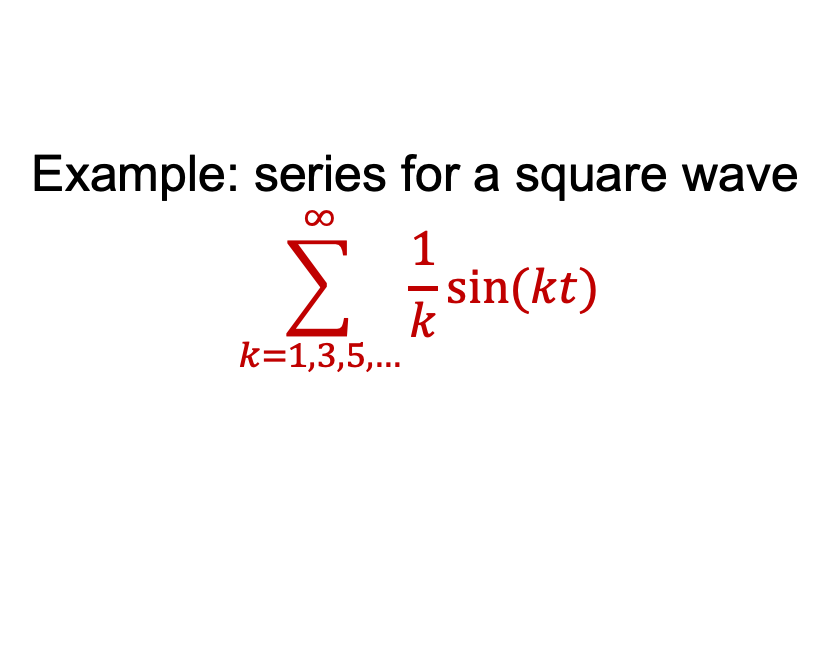 Example: series for a square wave
∞
∑ 1/k sin(kt)
k=1,3,5,...